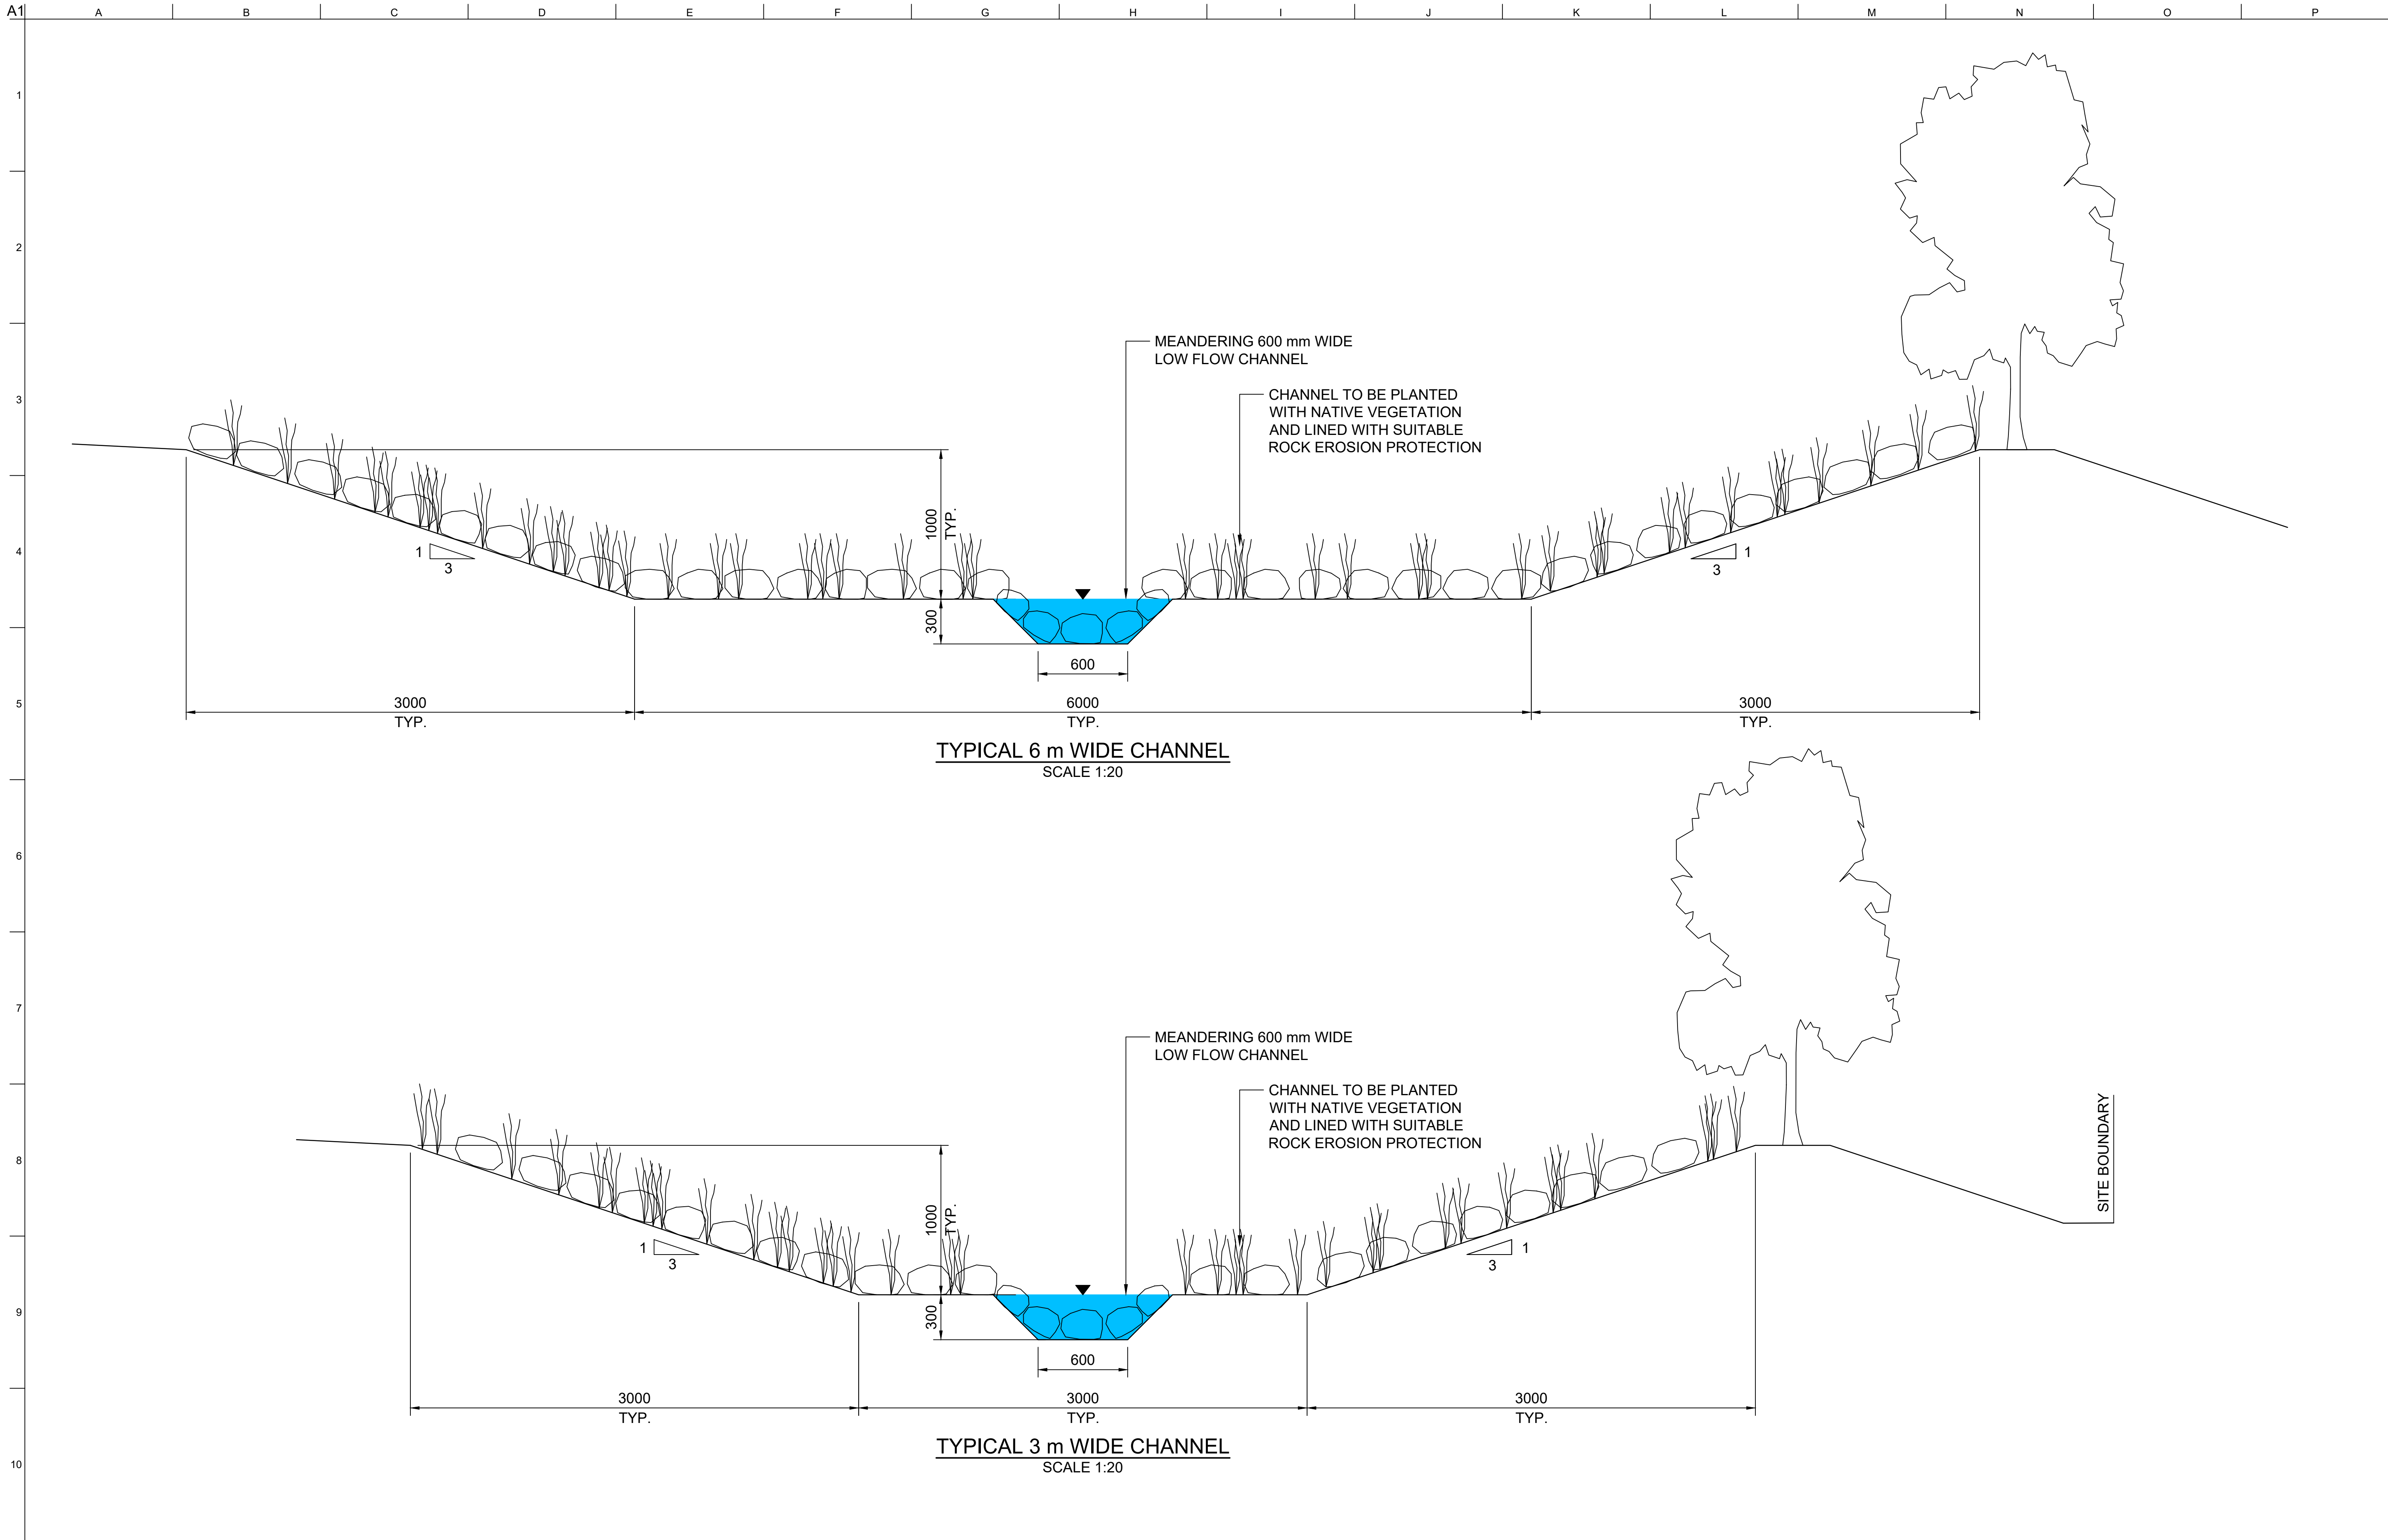 A1
A B C D E F G H I J K L M N O P
1
2
MEANDERING 600 mm WIDE
LOW FLOW CHANNEL
3
CHANNEL TO BE PLANTED
WITH NATIVE VEGETATION
AND LINED WITH SUITABLE
ROCK EROSION PROTECTION
1000
TYP.
4
1
3
1
3
300
600
5
3000
TYP.
6000
TYP.
3000
TYP.
TYPICAL 6 m WIDE CHANNEL
SCALE 1:20
6
7
MEANDERING 600 mm WIDE
LOW FLOW CHANNEL
CHANNEL TO BE PLANTED
WITH NATIVE VEGETATION
AND LINED WITH SUITABLE
ROCK EROSION PROTECTION
SITE BOUNDARY
8
1000
TYP.
1
3
1
3
9
300
600
3000
TYP.
3000
TYP.
3000
TYP.
TYPICAL 3 m WIDE CHANNEL
SCALE 1:20
10